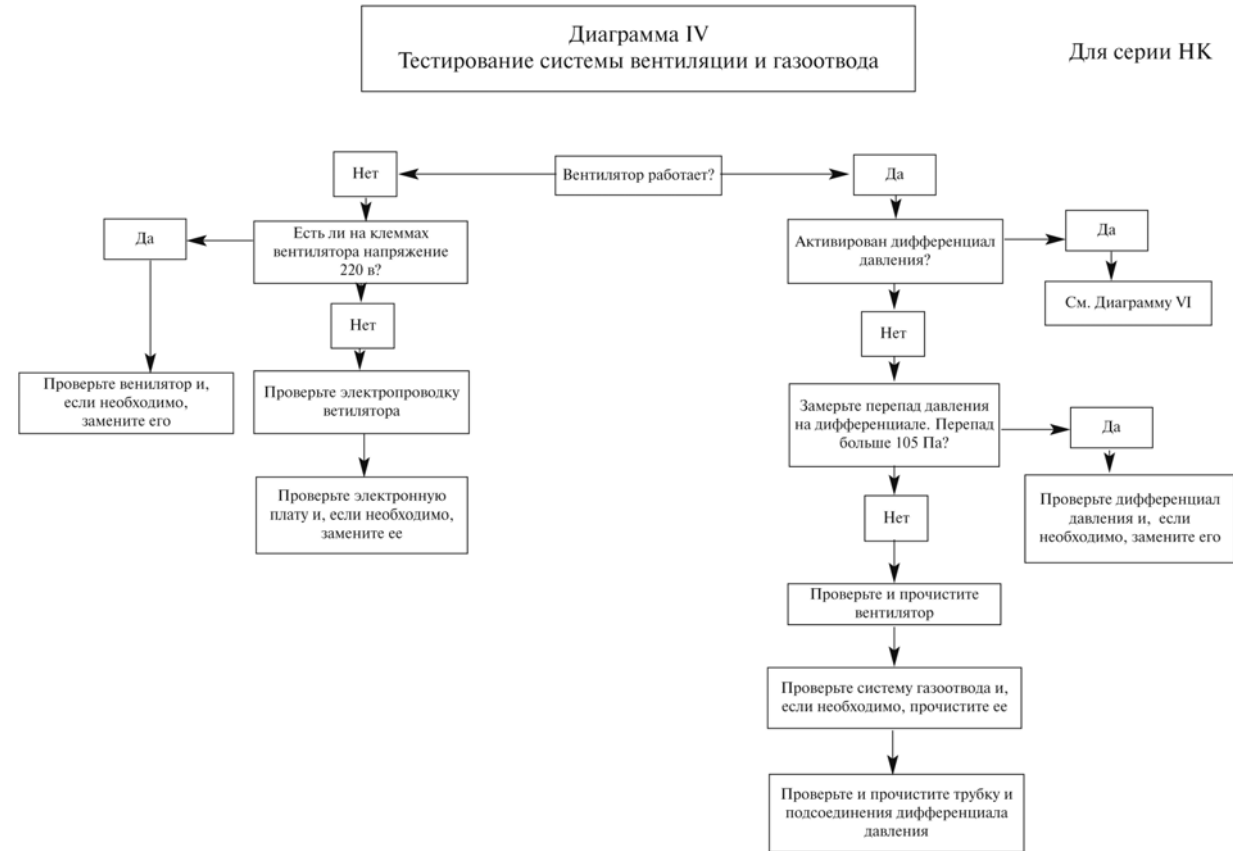 Диаграмма IV
Тестирование системы вентиляции и газоотвода
Для серии НК
Нет
Вентилятор работает?
Да
Да
Есть ли на клеммах
вентилятора напряжение
220 в?
Активирован дифференциал
давления?
Да
Нет
См. Диаграмму VI
Нет
Проверьте венилятор и,
если необходимо,
замените его
Проверьте электропроводку
ветилятора
Замерьте перепад давления
на дифференциале. Перепад
больше 105 Па?
Да
Проверьте электронную
плату и, если необходимо,
замените ее
Нет
Проверьте дифференциал
давления и, если
необходимо, замените его
Проверьте и прочистите
вентилятор
Проверьте систему газоотвода и,
если необходимо, прочистите ее
Проверьте и прочистите трубку и
подсоединения дифференциала
давления